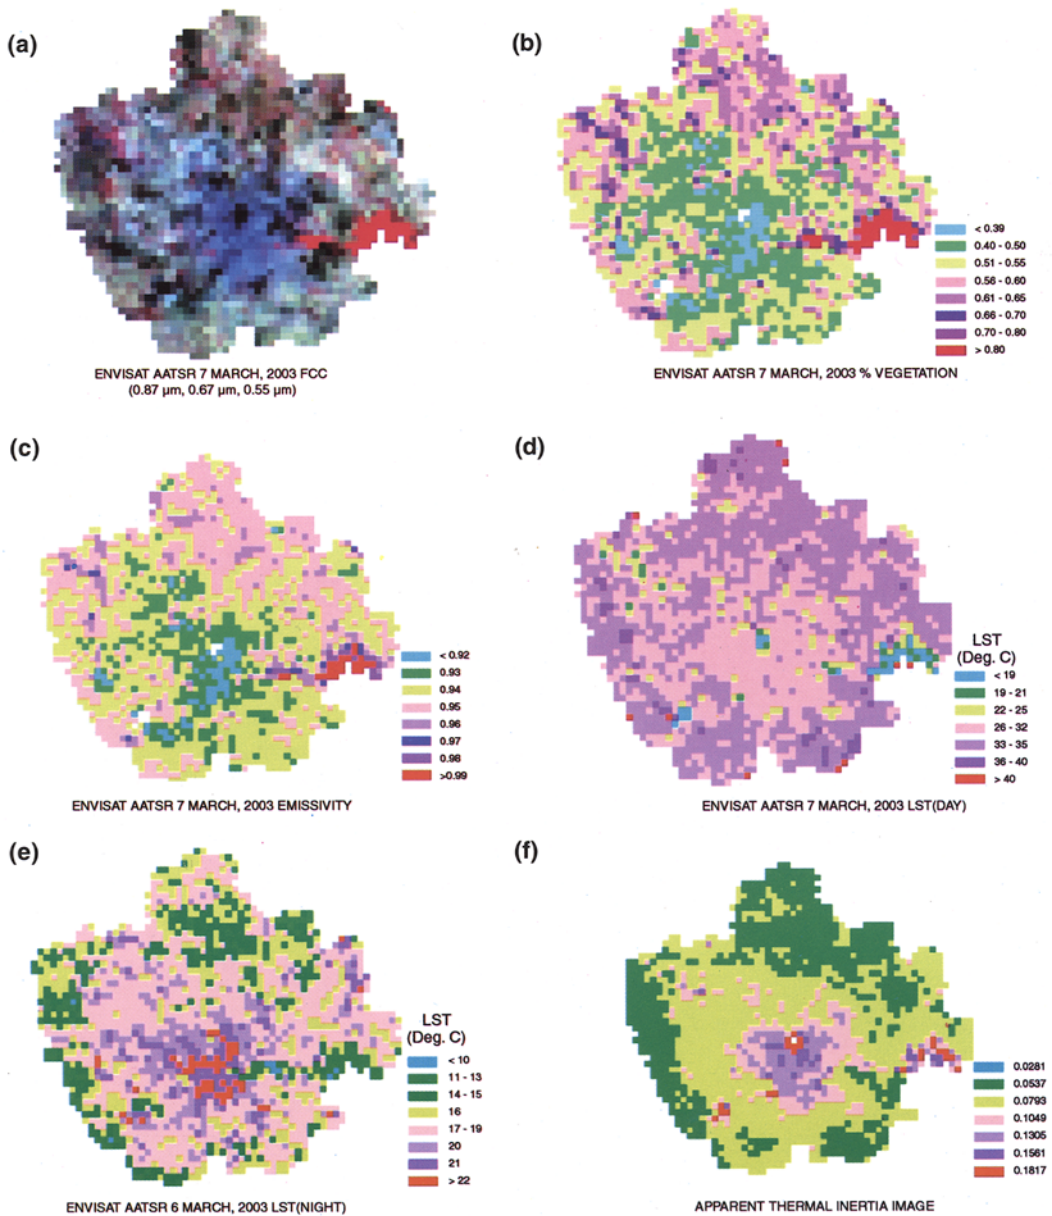 (a)
(b)
< 0.39
0.40 - 0.50
0.51 - 0.55
0.56 - 0.60
0.61 - 0.65
0.66 - 0.70
0.70 - 0.80
> 0.80
ENVISAT AATSR 7 MARCH, 2003 FCC
(0.87 µm, 0.67 µm, 0.55 µm)
ENVISAT AATSR 7 MARCH, 2003 % VEGETATION
(c)
(d)
< 0.92
0.93
0.94
0.95
0.96
0.97
0.98
>0.99
LST
(Deg. C)
< 19
19 - 21
22 - 25
26 - 32
33 - 35
36 - 40
> 40
ENVISAT AATSR 7 MARCH, 2003 EMISSIVITY
ENVISAT AATSR 7 MARCH, 2003 LST(DAY)
(e)
(f)
LST
(Deg. C)
< 10
11 - 13
14 - 15
16
17 - 19
20
21
> 22
0.0281
0.0537
0.0793
0.1049
0.1305
0.1561
0.1817
ENVISAT AATSR 6 MARCH, 2003 LST(NIGHT)
APPARENT THERMAL INERTIA IMAGE